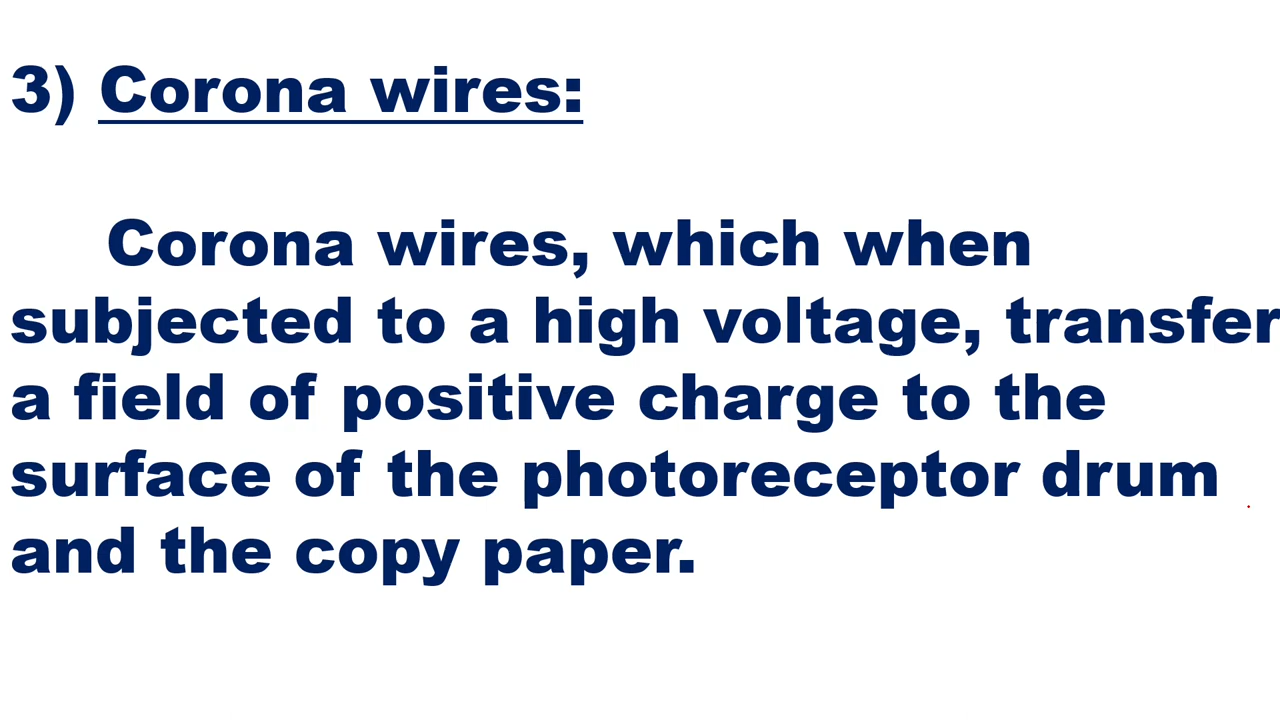 3) Corona wires:
Corona wires, which when
subjected to a high voltage, transfer
a field of positive charge to the
surface of the photoreceptor drum
and the copy paper.